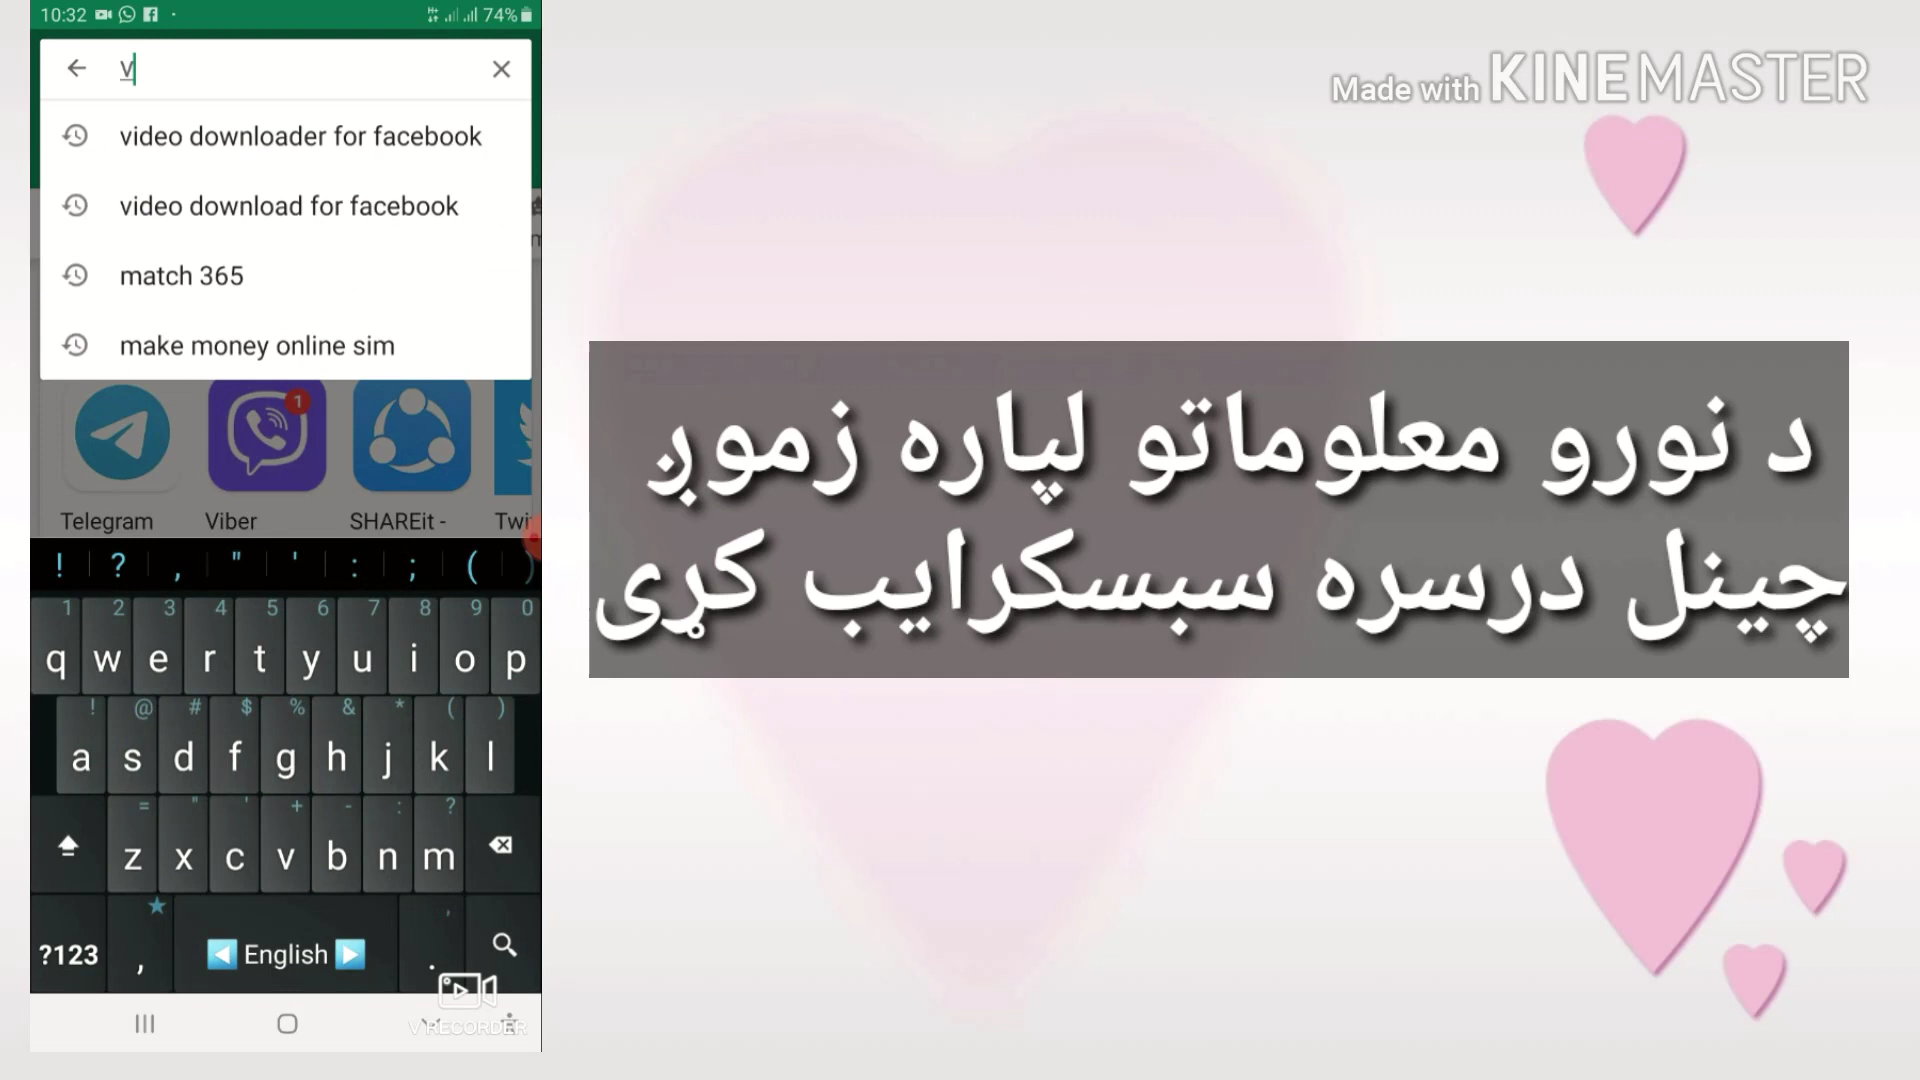 10:32
74%
V
video downloader for facebook
video download for facebook
match 365
make money online sim
1
Telegram
Viber
SHAREit -
! ? , " ' : ; ( )
1 2 3 4 5 6 7 8 9 0
q w e r t y u i o p
! @ # $ % & * ( )
a s d f g h j k l
= " ' + - : ?
z x c v b n m
?123 , English .
V RECORDER
Made with KINEMASTER
د نورو معلوماتو لپاره زموږ
چینل درسره سبسکرایب کړی